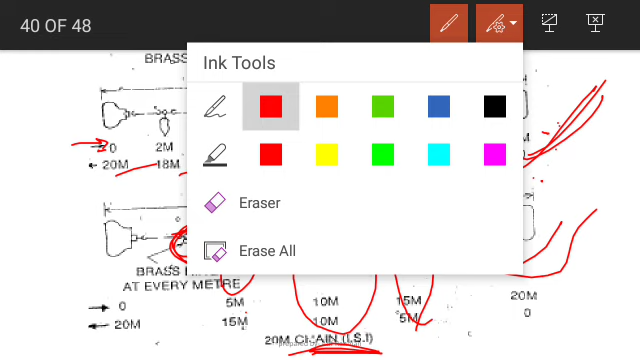 40 OF 48
BRASS
Ink Tools
0 2M
20M 18M
Eraser
Erase All
BRASS
AT EVERY METRE
0 5M 10M 15M 20M
20M 15M 10M 5M 0
20M CHAIN (I.S.I)